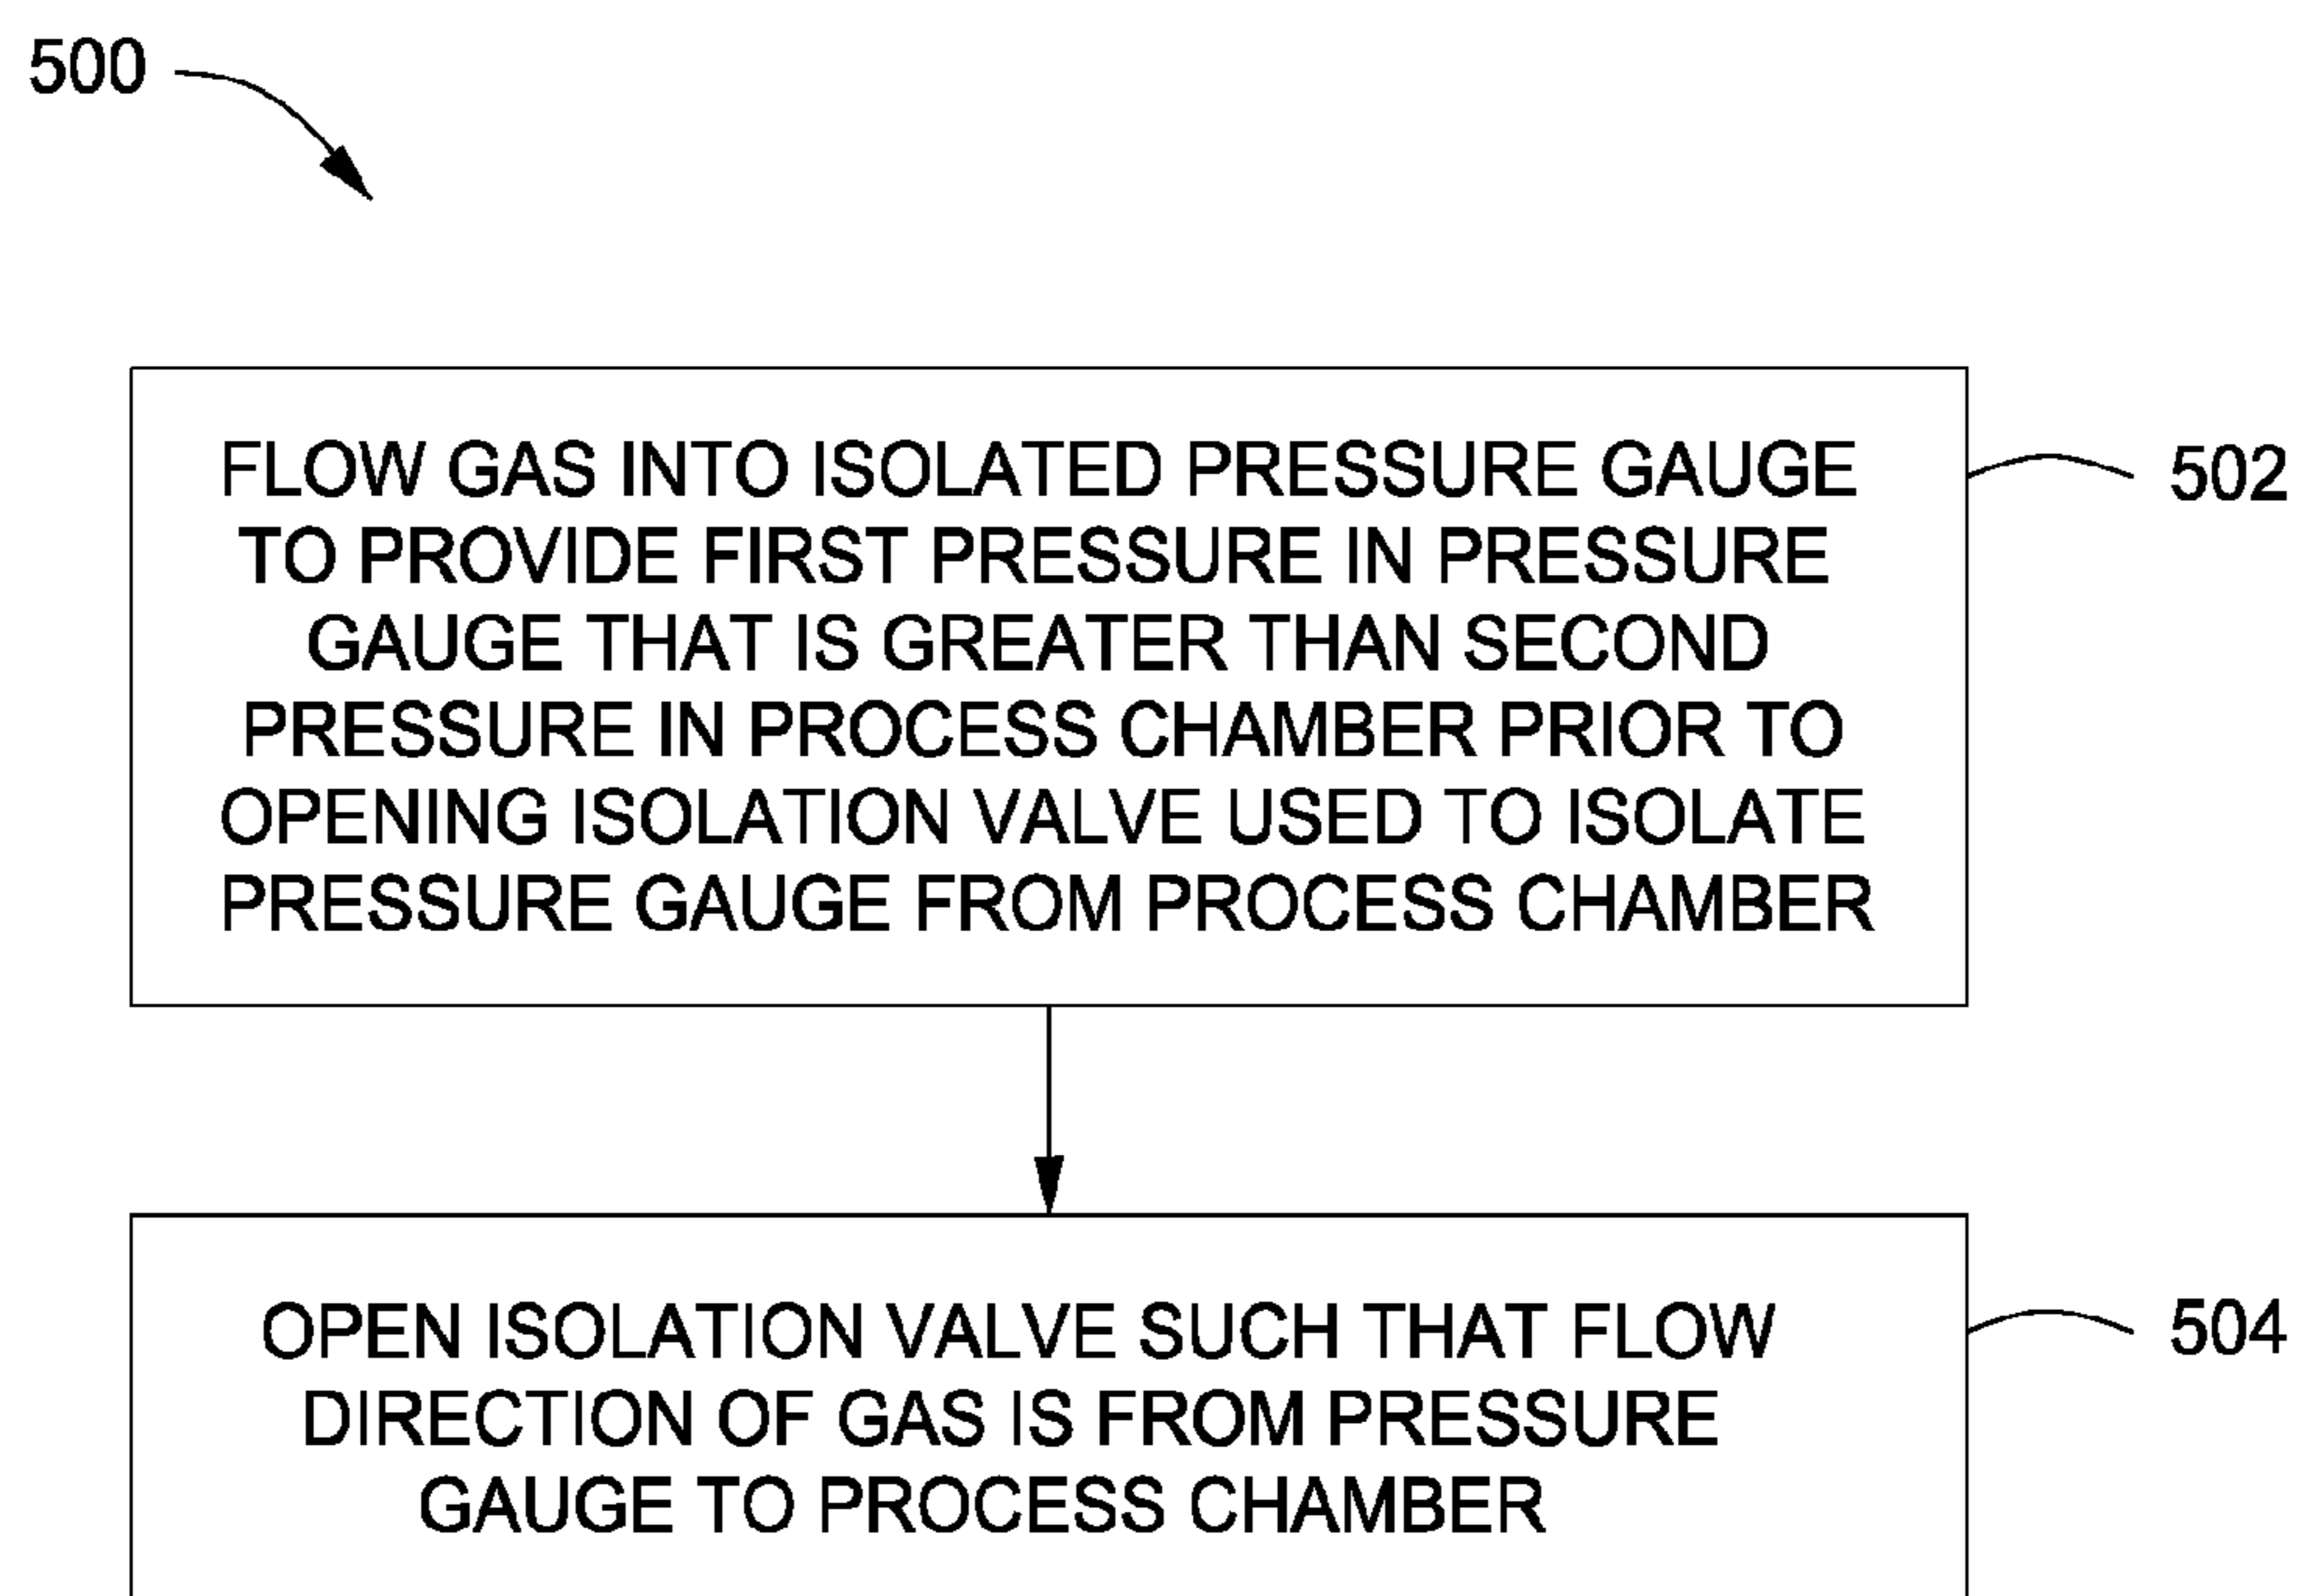 500
FLOW GAS INTO ISOLATED PRESSURE GAUGE
TO PROVIDE FIRST PRESSURE IN PRESSURE
GAUGE THAT IS GREATER THAN SECOND
PRESSURE IN PROCESS CHAMBER PRIOR TO
OPENING ISOLATION VALVE USED TO ISOLATE
PRESSURE GAUGE FROM PROCESS CHAMBER
502
OPEN ISOLATION VALVE SUCH THAT FLOW
DIRECTION OF GAS IS FROM PRESSURE
GAUGE TO PROCESS CHAMBER
504